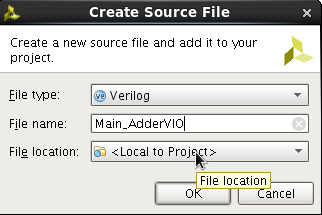 Create Source File
Create a new source file and add it to your
project.
File type: Verilog
File name: Main_AdderVIO
File location: <Local to Project>
File location
OK Cancel